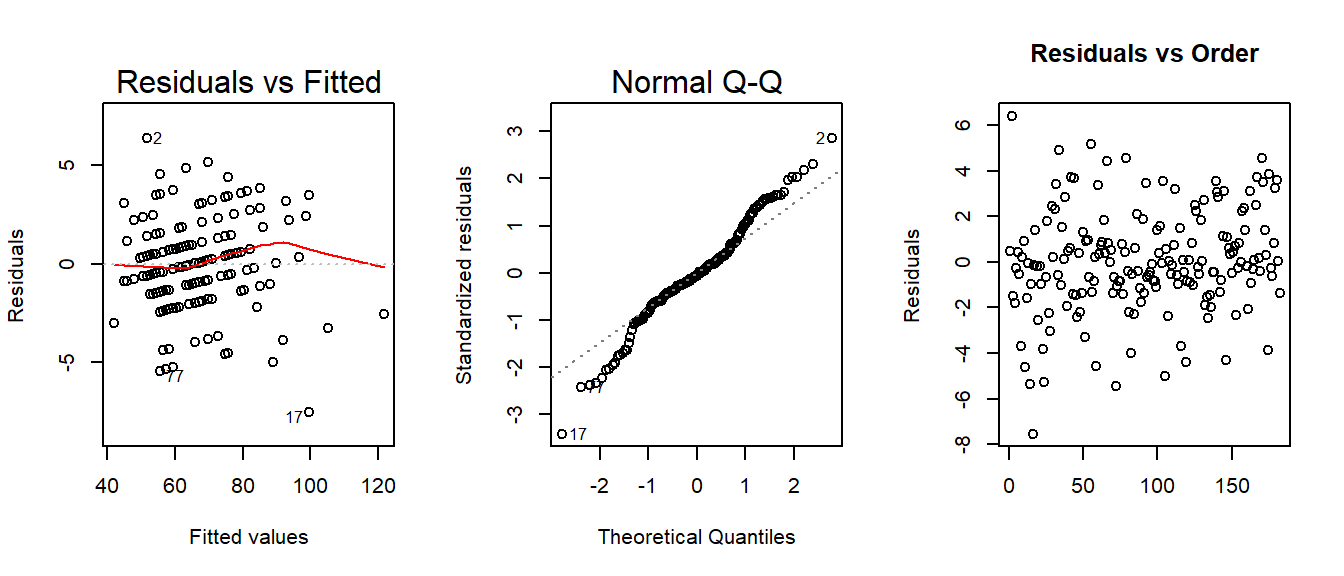 Residuals vs Fitted
Residuals
5
0
-5
2
77
17
40 60 80 100 120
Fitted values
Normal Q-Q
Standardized residuals
3
2
1
0
-1
-2
-3
2
77
17
-2 -1 0 1 2
Theoretical Quantiles
Residuals vs Order
Residuals
6
4
2
0
-2
-4
-6
-8
0 50 100 150